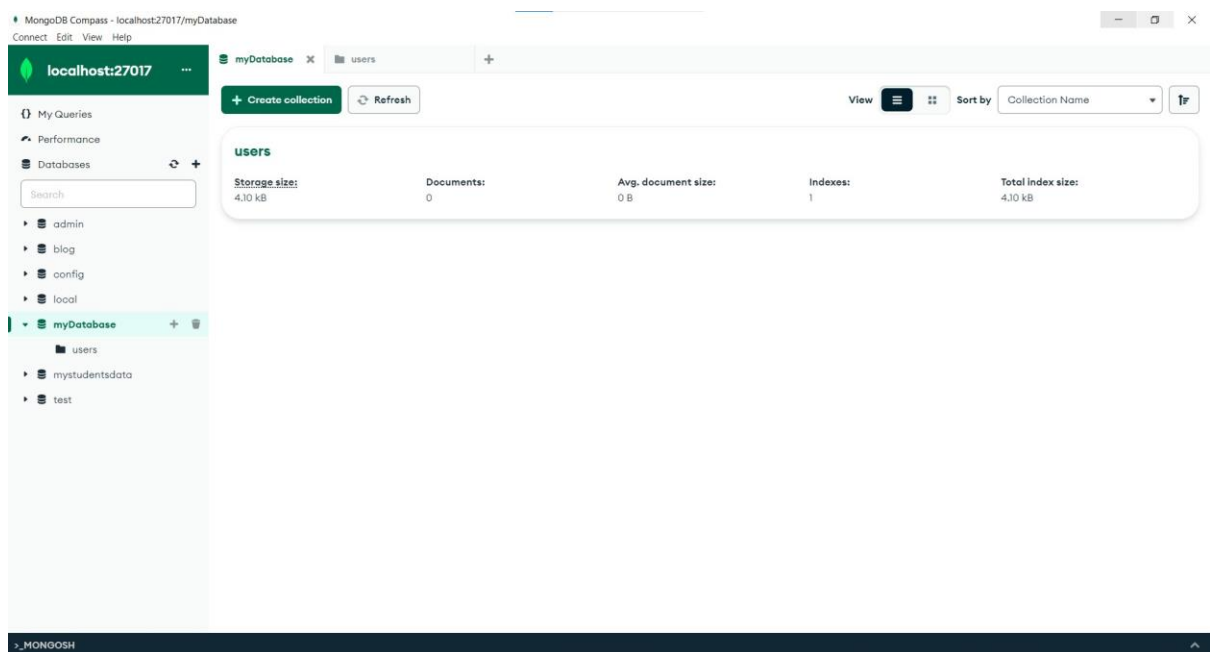 MongoDB Compass - localhost:27017/myDatabase
Connect Edit View Help
localhost:27017 ...
{} My Queries
Performance
Databases
Search
admin
blog
config
local
myDatabase
users
mystudentsdata
test
myDatabase users
+ Create collection Refresh View Sort by Collection Name
users
Storage size: Documents: Avg. document size: Indexes: Total index size:
4.10 kB 0 0 B 1 4.10 kB
>_MONGOSH